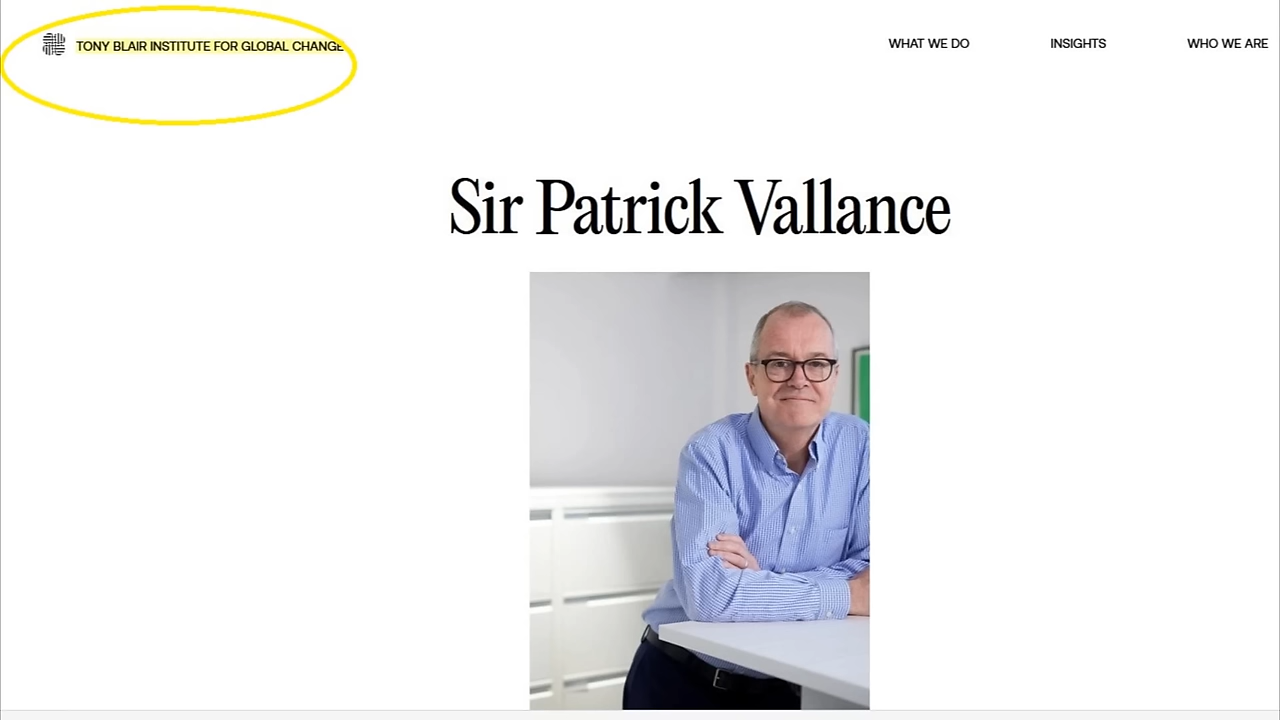 TONY BLAIR INSTITUTE FOR GLOBAL CHANGE
WHAT WE DO
INSIGHTS
WHO WE ARE
Sir Patrick Vallance